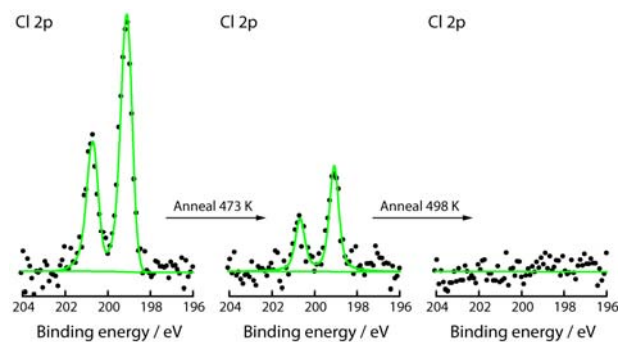 Cl 2p
Cl 2p
Cl 2p
Anneal 473 K
Anneal 498 K
204 202 200 198 196
204 202 200 198 196
204 202 200 198 196
Binding energy / eV
Binding energy / eV
Binding energy / eV